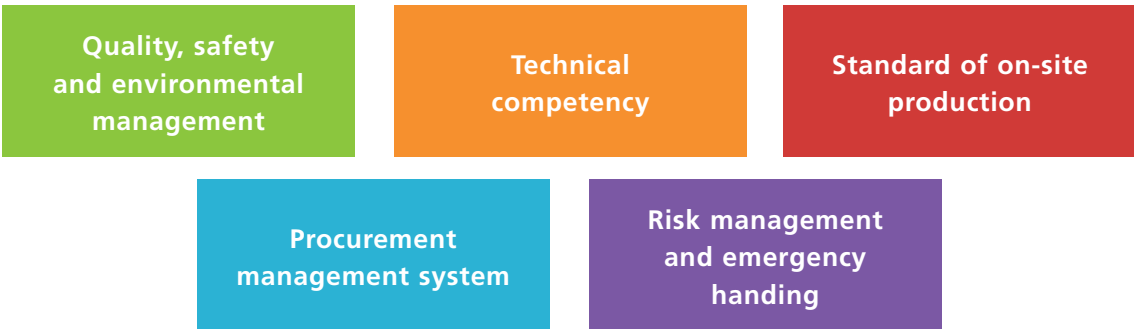 Quality, safety
and environmental
management
Technical
competency
Standard of on-site
production
Procurement
management system
Risk management
and emergency
handing